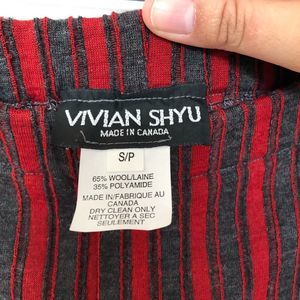 VIVIAN SHYU
MADE IN CANADA
S/P
65% WOOL/LAINE
35% POLYAMIDE
MADE IN/FABRIQUE AU
CANADA
DRY CLEAN ONLY
NETTOYER A SEC
SEULEMENT